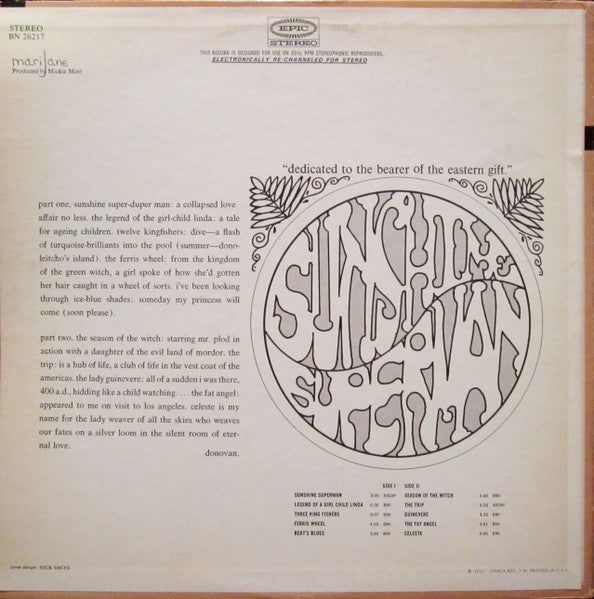 STEREO
BN 26217
EPIC
STEREO
THIS RECORD IS DESIGNED FOR USE ON 33⅓ RPM STEREOPHONIC REPRODUCERS.
ELECTRONICALLY RE-CHANNELED FOR STEREO
marijane
Produced by Mickie Most
"dedicated to the bearer of the eastern gift."
part one, sunshine super-duper man: a collapsed love
affair no less. the legend of the girl-child linda: a tale
for ageing children. twelve kingfishers: dive—a flash
of turquoise-brilliants into the pool (summer—dono-
leitcho's island). the ferris wheel: from the kingdom
of the green witch, a girl spoke of how she'd gotten
her hair caught in a wheel of sorts. i've been looking
through ice-blue shades: someday my princess will
come (soon please).
part two. the season of the witch: starring mr. plod in
action with a daughter of the evil land of mordor. the
trip: is a hub of life, a club of life in the vest coat of the
americas. the lady guinevere: all of a sudden i was there,
400 a.d., hidding like a child watching. . . . the fat angel:
appeared to me on visit to los angeles. celeste is my
name for the lady weaver of all the skies who weaves
our fates on a silver loom in the silent room of eter-
nal love.
donovan.
SUNSHINE
SUPERMAN
SIDE I
SUNSHINE SUPERMAN ASCAP
LEGEND OF A GIRL CHILD LINDA BMI
THREE KING FISHERS BMI
FERRIS WHEEL BMI
BERT'S BLUES BMI
SIDE II
SEASON OF THE WITCH BMI
THE TRIP ASCAP
GUINEVERE BMI
THE FAT ANGEL BMI
CELESTE BMI
cover design: DICK SMITH
PRINTED IN U.S.A.